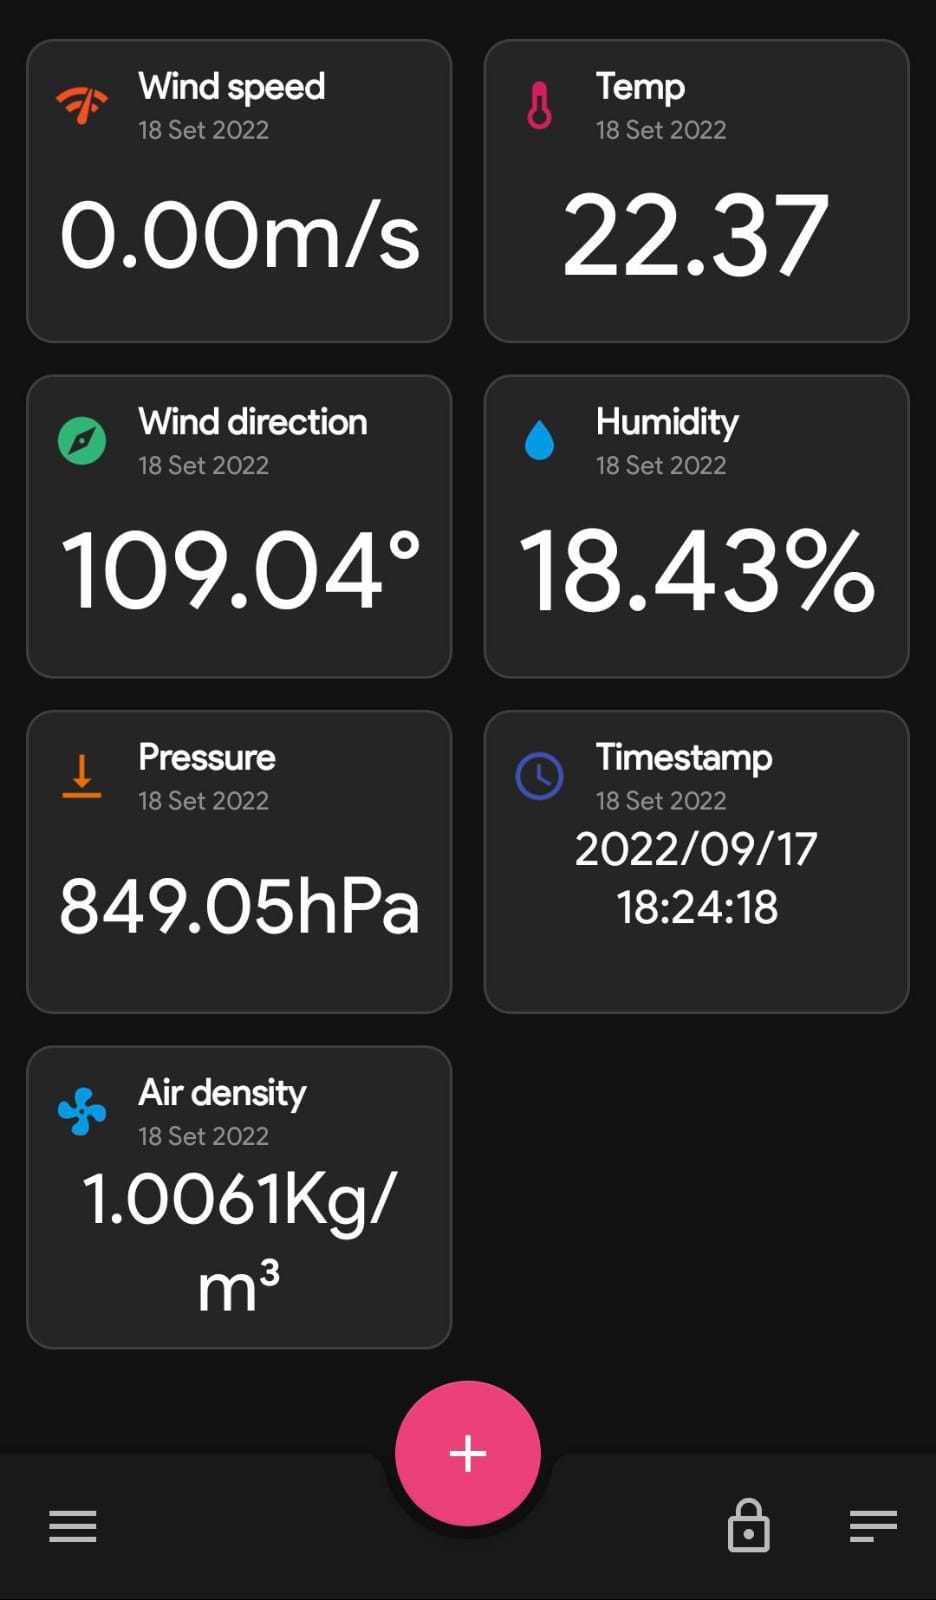 Wind speed
18 Set 2022
0.00m/s
Temp
18 Set 2022
22.37
Wind direction
18 Set 2022
109.04°
Humidity
18 Set 2022
18.43%
Pressure
18 Set 2022
849.05hPa
Timestamp
18 Set 2022
2022/09/17
18:24:18
Air density
18 Set 2022
1.0061Kg/
m³